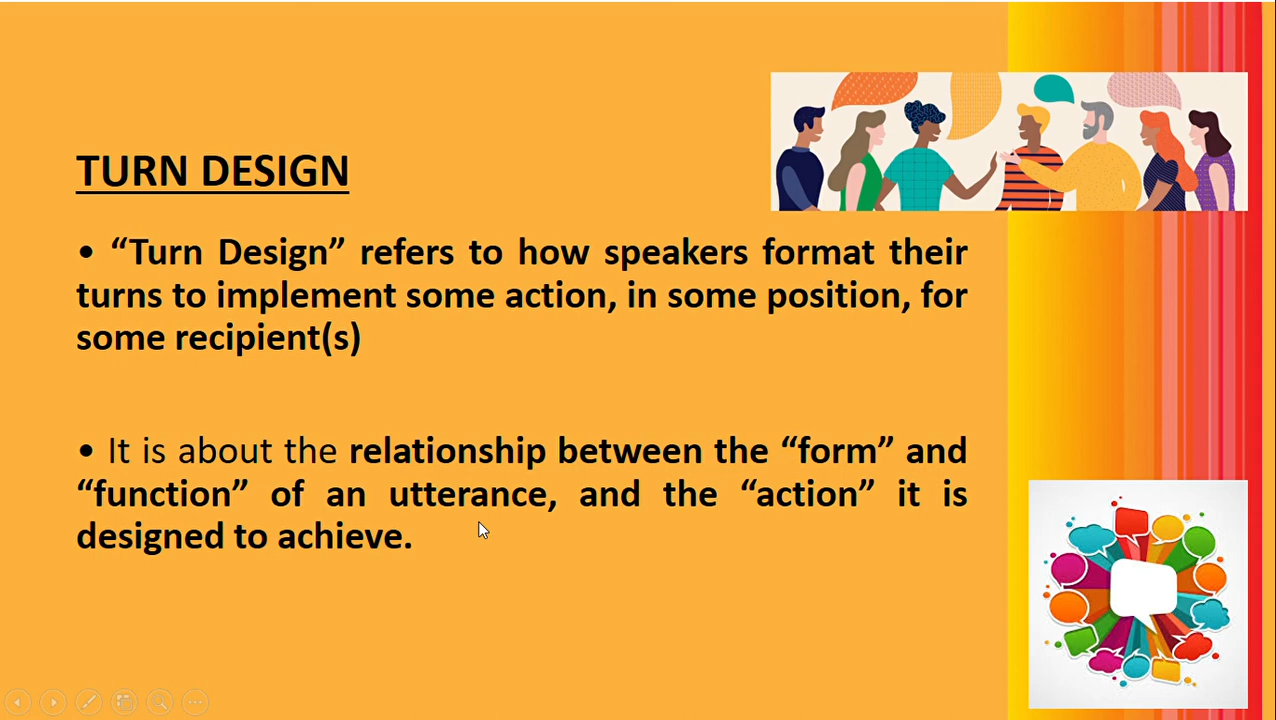 TURN DESIGN
• “Turn Design” refers to how speakers format their
turns to implement some action, in some position, for
some recipient(s)
• It is about the relationship between the “form” and
“function” of an utterance, and the “action” it is
designed to achieve.